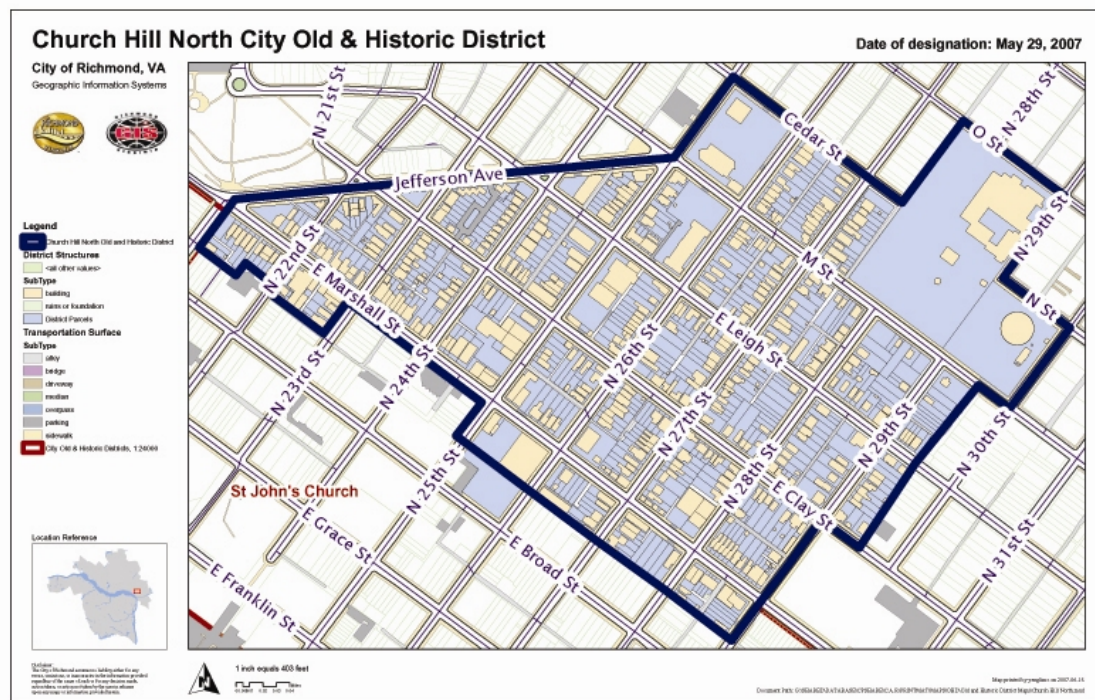 Church Hill North City Old & Historic District
Date of designation: May 29, 2007
City of Richmond, VA
Geographic Information Systems
RICHMOND
GIS
VIRGINIA
Legend
Church Hill North Old and Historic District
District Structures
<all other values>
SubType
building
ruins or foundation
District Parcels
Transportation Surface
SubType
alley
bridge
driveway
median
overpass
parking
sidewalk
City Old & Historic Districts, 1:24000
Location Reference
Disclaimer:
N 21st St
Jefferson Ave
Cedar St
O St
N 28th St
N 29th St
N St
N 22nd St
E Marshall St
M St
E Leigh St
N 23rd St
N 24th St
N 26th St
N 27th St
N 25th St
N 28th St
N 29th St
N 30th St
E Clay St
St John's Church
E Grace St
E Broad St
E Franklin St
N 31st St
1 inch equals 403 feet